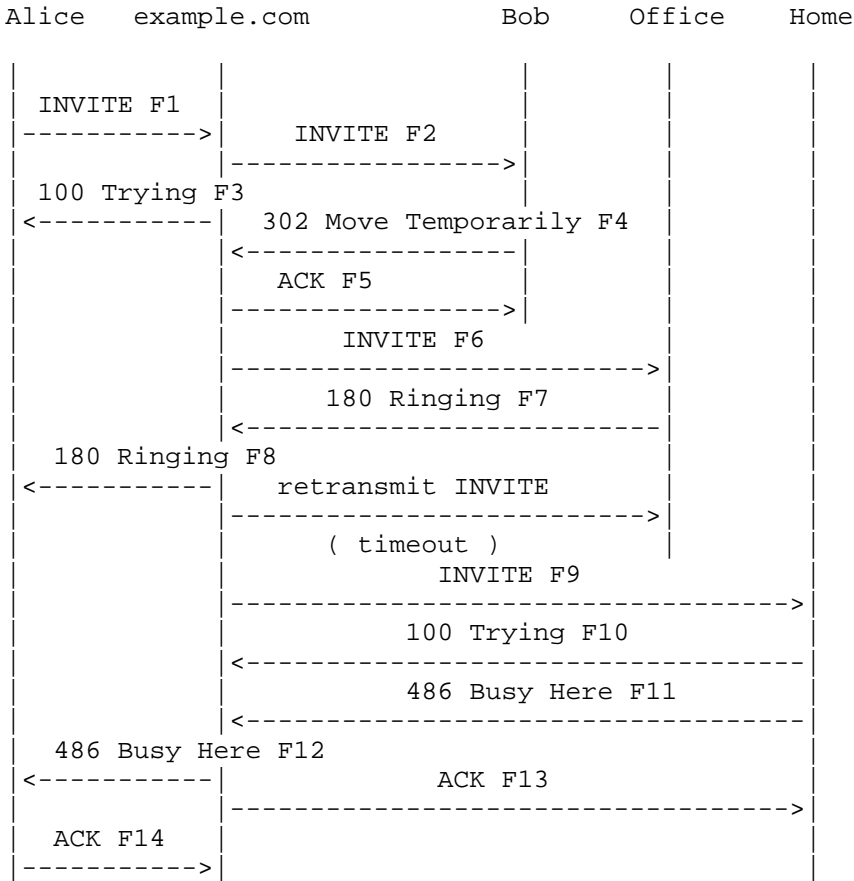 Alice example.com Bob Office Home
INVITE F1
INVITE F2
100 Trying F3
302 Move Temporarily F4
ACK F5
INVITE F6
180 Ringing F7
180 Ringing F8
retransmit INVITE
( timeout )
INVITE F9
100 Trying F10
486 Busy Here F11
486 Busy Here F12
ACK F13
ACK F14